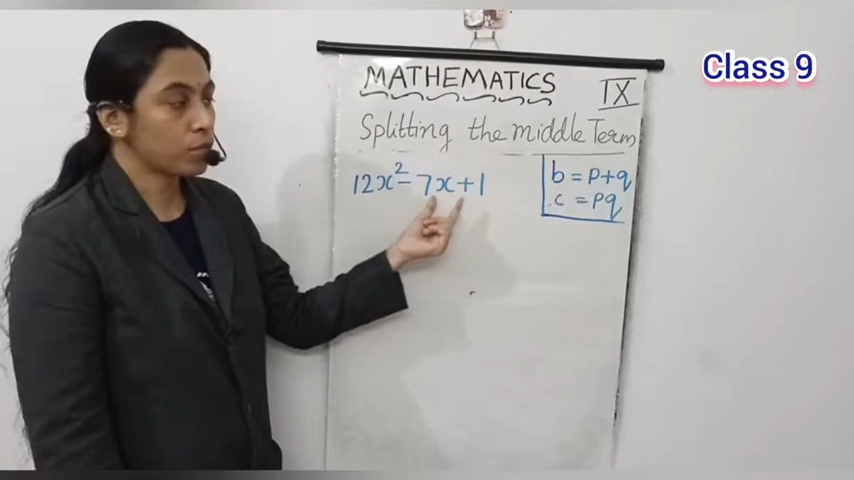 MATHEMATICS
IX
Class 9
Splitting the middle Term
12x² - 7x + 1
b = p+q
c = pq